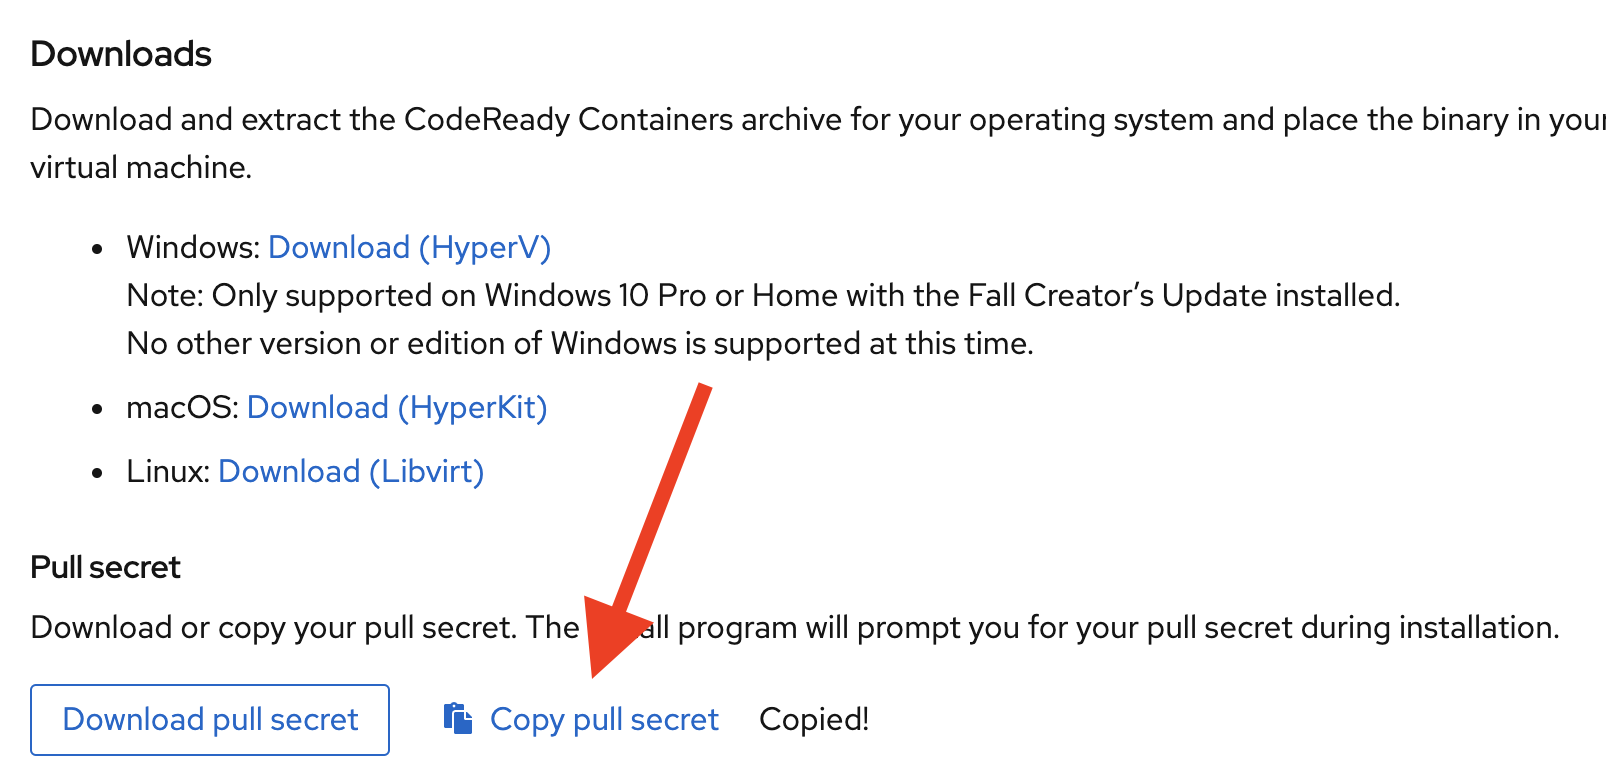 Downloads
Download and extract the CodeReady Containers archive for your operating system and place the binary in your
virtual machine.
• Windows: Download (HyperV)
Note: Only supported on Windows 10 Pro or Home with the Fall Creator’s Update installed.
No other version or edition of Windows is supported at this time.
• macOS: Download (HyperKit)
• Linux: Download (Libvirt)
Pull secret
Download or copy your pull secret. The program will prompt you for your pull secret during installation.
Download pull secret Copy pull secret Copied!